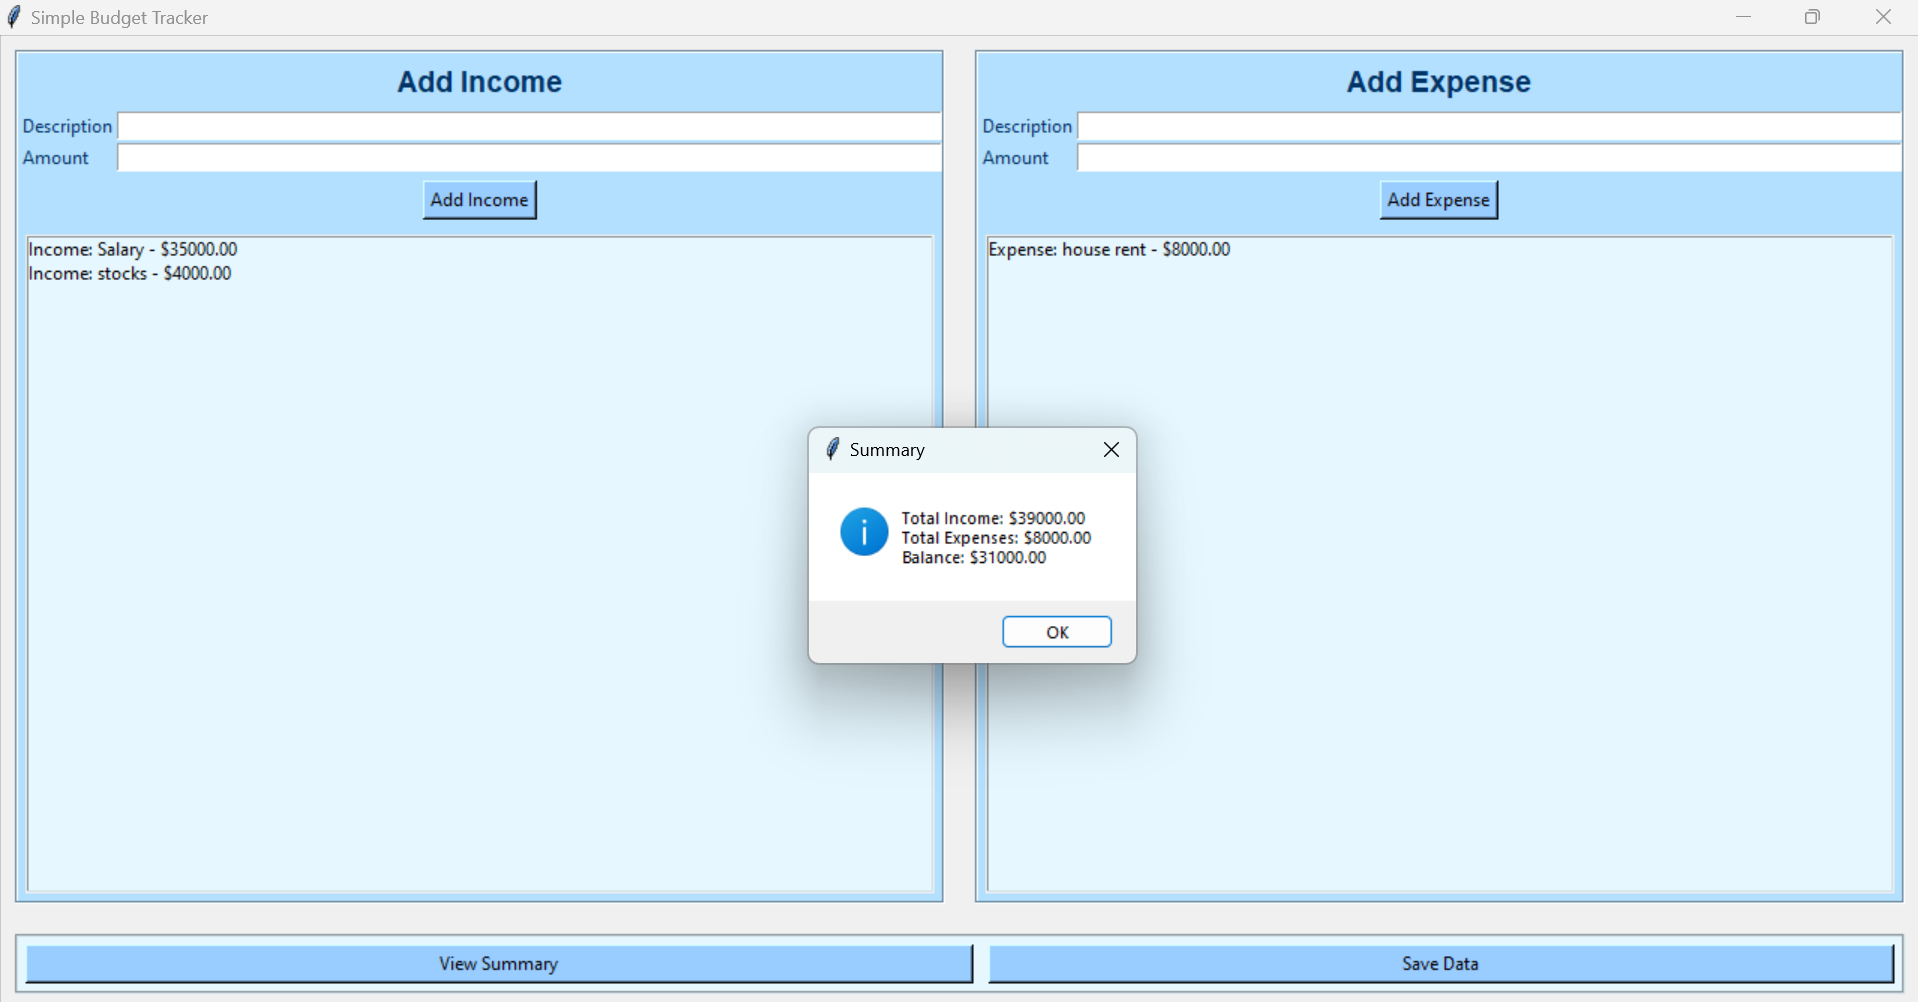 Simple Budget Tracker
Add Income
Description
Amount
Add Income
Income: Salary - $35000.00
Income: stocks - $4000.00
Add Expense
Description
Amount
Add Expense
Expense: house rent - $8000.00
Summary
Total Income: $39000.00
Total Expenses: $8000.00
Balance: $31000.00
OK
View Summary
Save Data